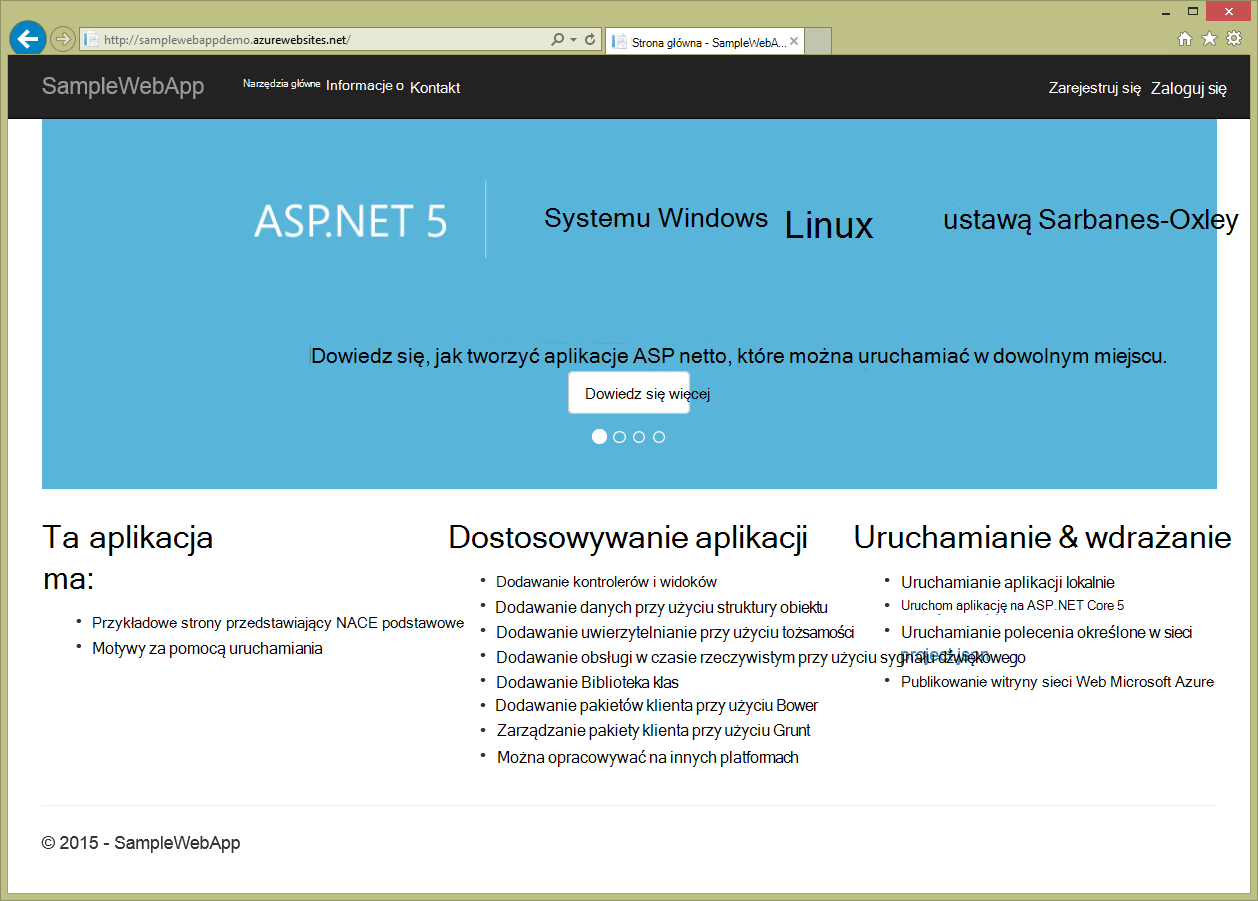 http://samplewebappdemo.azurewebsites.net/
Strona główna - SampleWebA...
SampleWebApp
Narzędzia główne
Informacje o
Kontakt
Zarejestruj się
Zaloguj się
ASP.NET 5
Systemu Windows
Linux
ustawą Sarbanes-Oxley
Dowiedz się, jak tworzyć aplikacje ASP netto, które można uruchamiać w dowolnym miejscu.
Dowiedz się więcej
Ta aplikacja
ma:
• Przykładowe strony przedstawiający NACE podstawowe
• Motywy za pomocą uruchamiania
Dostosowywanie aplikacji
• Dodawanie kontrolerów i widoków
• Dodawanie danych przy użyciu struktury obiektu
• Dodawanie uwierzytelnianie przy użyciu tożsamości
• Dodawanie obsługi w czasie rzeczywistym przy użyciu sygnału dźwiękowego
• Dodawanie Biblioteka klas
• Dodawanie pakietów klienta przy użyciu Bower
• Zarządzanie pakiety klienta przy użyciu Grunt
• Można opracowywać na innych platformach
Uruchamianie & wdrażanie
• Uruchamianie aplikacji lokalnie
• Uruchom aplikację na ASP.NET Core 5
• Uruchamianie polecenia określone w sieci
project.json
• Publikowanie witryny sieci Web Microsoft Azure
© 2015 - SampleWebApp